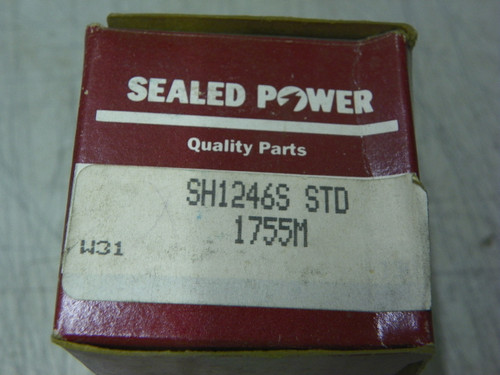 SEALED POWER
Quality Parts
SH1246S STD
1755M
W31